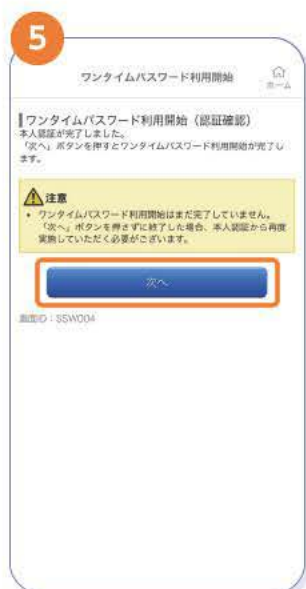 5
ワンタイムパスワード利用開始
ホーム
ワンタイムパスワード利用開始（認証確認）
本人認証が完了しました。
「次へ」ボタンを押すとワンタイムパスワード利用開始が完了し
ます。
注意
• ワンタイムパスワード利用開始はまだ完了していません。
「次へ」ボタンを押さずに終了した場合、本人認証から再度
実施していただく必要がございます。
次へ
画面ID：SSW004